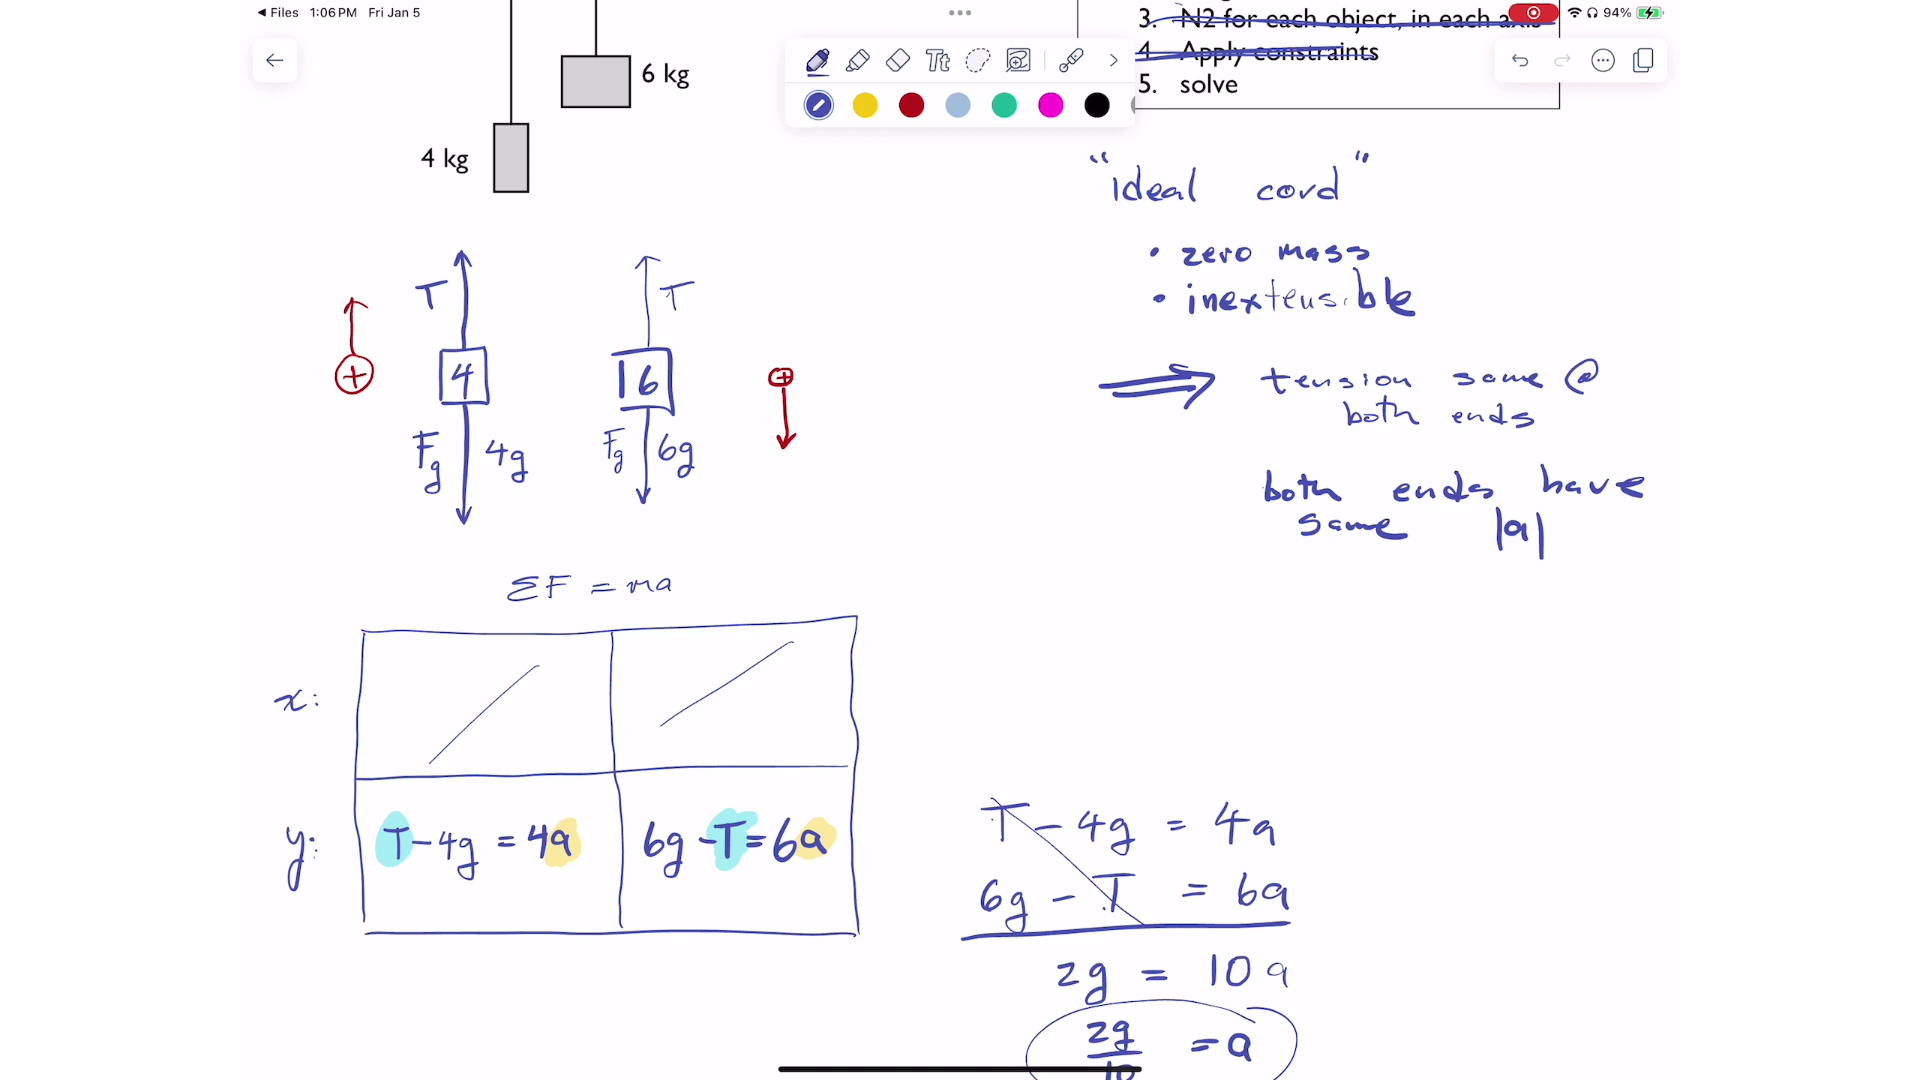 Files 1:06 PM Fri Jan 5
94%
3. N2 for each object, in each axis
4. Apply constraints
5. solve
Tt
6 kg
4 kg
"ideal cord"
• zero mass
• inextensible
tension same @
both ends
both ends have
same |a|
T T
+ 4 6 +
Fg 4g Fg 6g
ΣF = ma
x:
y: T - 4g = 4a 6g - T = 6a
T - 4g = 4a
6g - T = 6a
2g = 10a
2g/10 = a